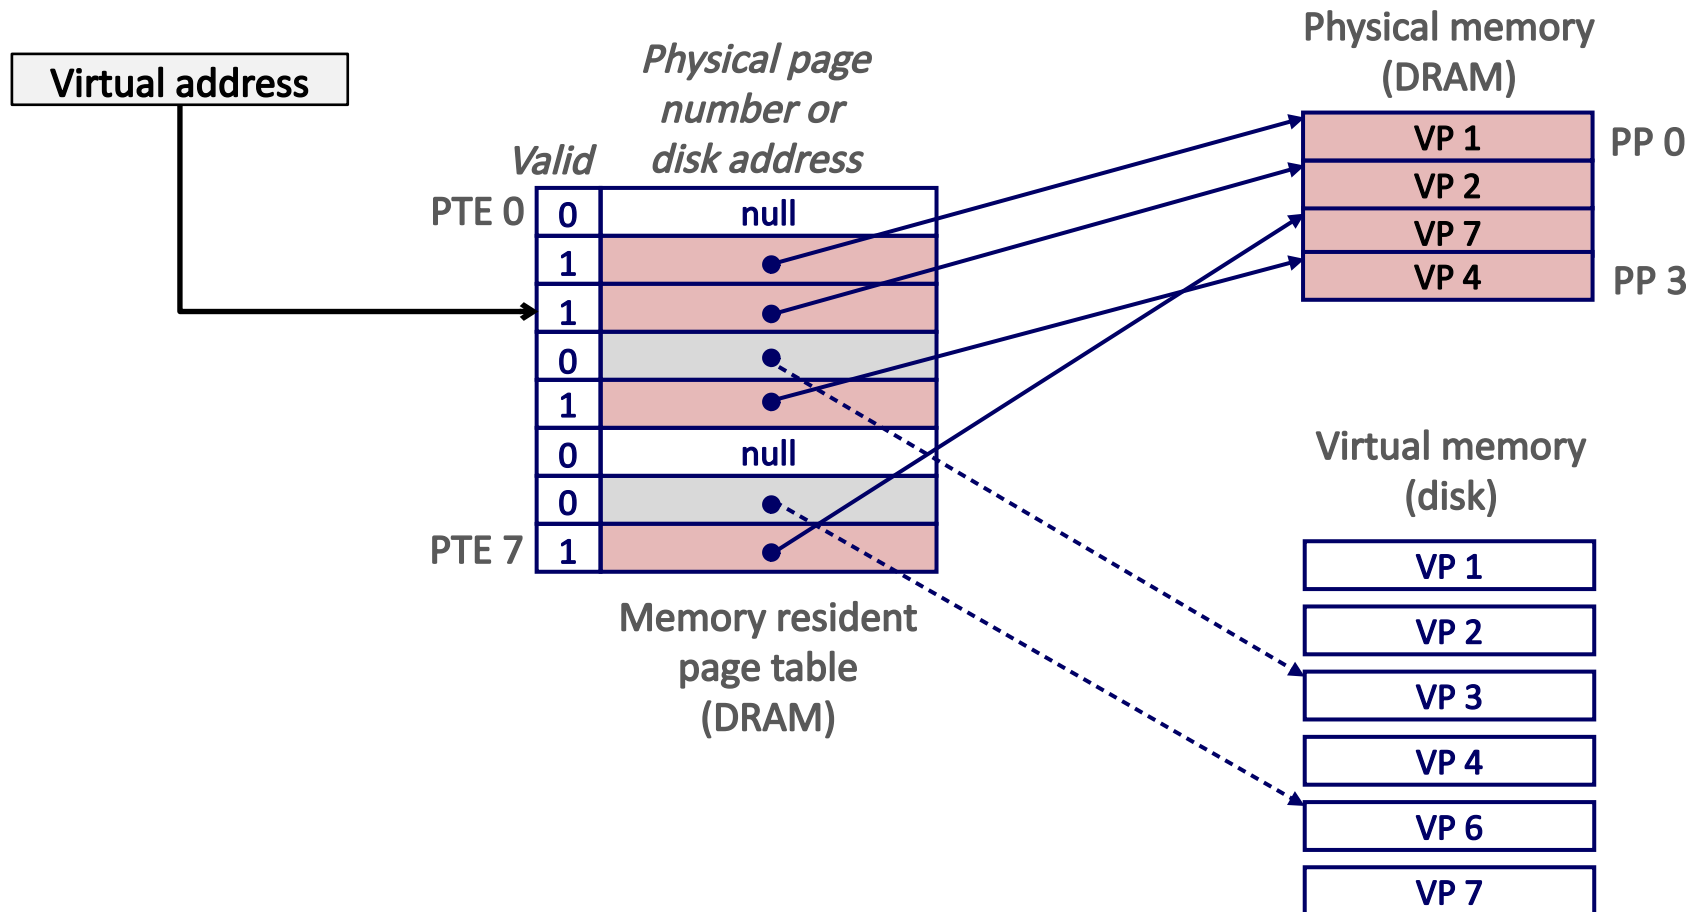 Virtual address
Physical page
number or
disk address
Valid
PTE 0
0
null
1
1
0
1
0
null
0
PTE 7
1
Memory resident
page table
(DRAM)
Physical memory
(DRAM)
VP 1
PP 0
VP 2
VP 7
VP 4
PP 3
Virtual memory
(disk)
VP 1
VP 2
VP 3
VP 4
VP 6
VP 7